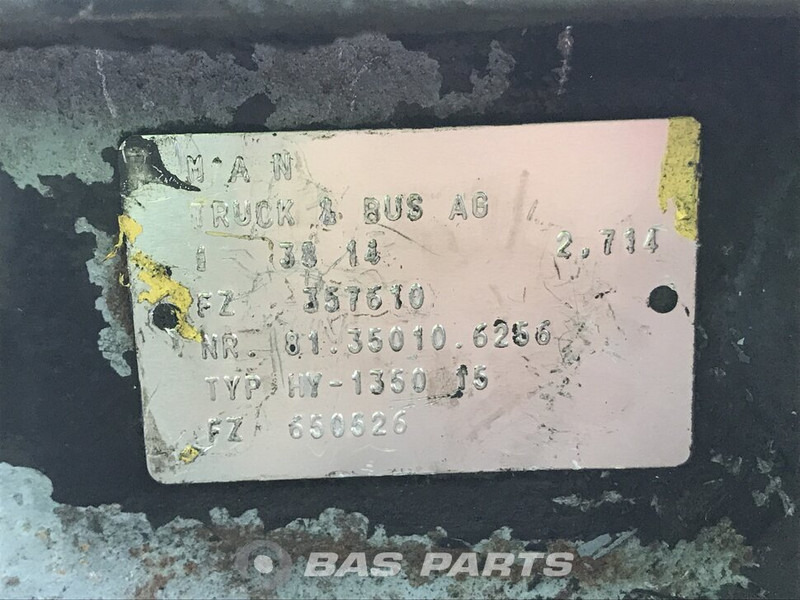 M A N
TRUCK & BUS AG
I 38 14 2,714
FZ 357610
NR. 81.35010.6256
TYP HY-1350 15
FZ 650526
BAS PARTS